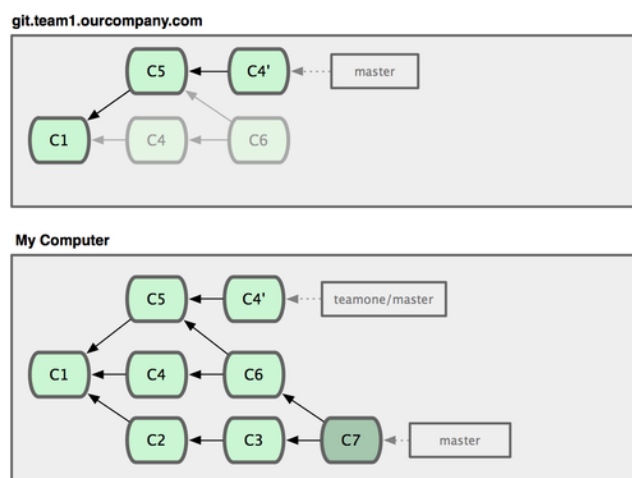 git.team1.ourcompany.com
C5 C4' master
C1 C4 C6
My Computer
C5 C4' teamone/master
C1 C4 C6
C2 C3 C7 master